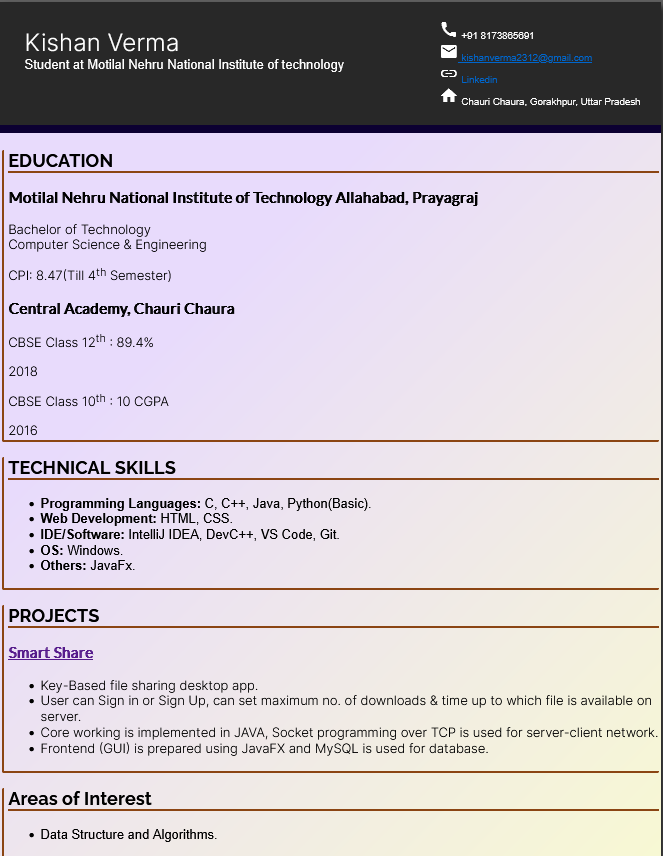 Kishan Verma
Student at Motilal Nehru National Institute of technology
+91 8173865691
kishanverma2312@gmail.com
Linkedin
Chauri Chaura, Gorakhpur, Uttar Pradesh
EDUCATION
Motilal Nehru National Institute of Technology Allahabad, Prayagraj
Bachelor of Technology
Computer Science & Engineering
CPI: 8.47(Till 4th Semester)
Central Academy, Chauri Chaura
CBSE Class 12th : 89.4%
2018
CBSE Class 10th : 10 CGPA
2016
TECHNICAL SKILLS
• Programming Languages: C, C++, Java, Python(Basic).
• Web Development: HTML, CSS.
• IDE/Software: IntelliJ IDEA, DevC++, VS Code, Git.
• OS: Windows.
• Others: JavaFx.
PROJECTS
Smart Share
• Key-Based file sharing desktop app.
• User can Sign in or Sign Up, can set maximum no. of downloads & time up to which file is available on
server.
• Core working is implemented in JAVA, Socket programming over TCP is used for server-client network.
• Frontend (GUI) is prepared using JavaFX and MySQL is used for database.
Areas of Interest
• Data Structure and Algorithms.